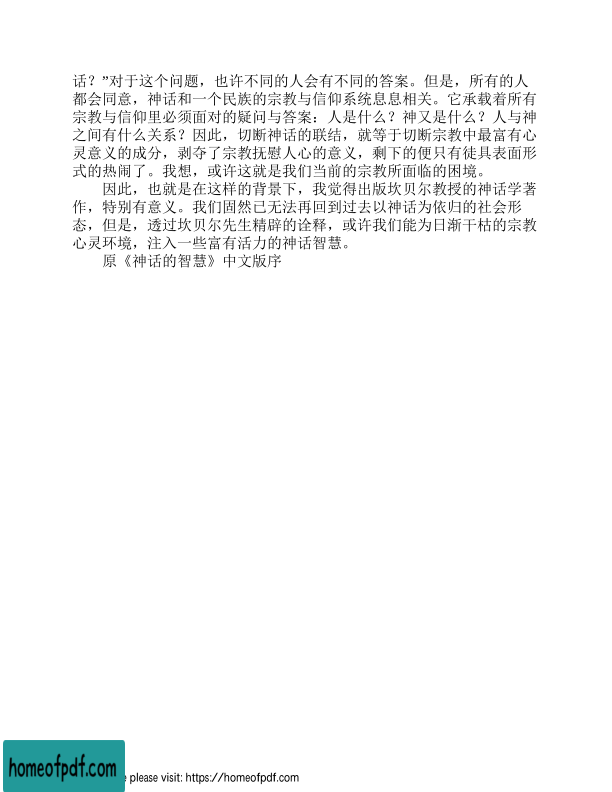 话？”对于这个问题，也许不同的人会有不同的答案。但是，所有的人
都会同意，神话和一个民族的宗教与信仰系统息息相关。它承载着所有
宗教与信仰里必须面对的疑问与答案：人是什么？神又是什么？人与神
之间有什么关系？因此，切断神话的联结，就等于切断宗教中最富有心
灵意义的成分，剥夺了宗教抚慰人心的意义，剩下的便只有徒具表面形
式的热闹了。我想，或许这就是我们当前的宗教所面临的困境。
因此，也就是在这样的背景下，我觉得出版坎贝尔教授的神话学著
作，特别有意义。我们固然已无法再回到过去以神话为依归的社会形
态，但是，透过坎贝尔先生精辟的诠释，或许我们能为日渐干枯的宗教
心灵环境，注入一些富有活力的神话智慧。
原《神话的智慧》中文版序
homeofpdf.com
e please visit: https://homeofpdf.com